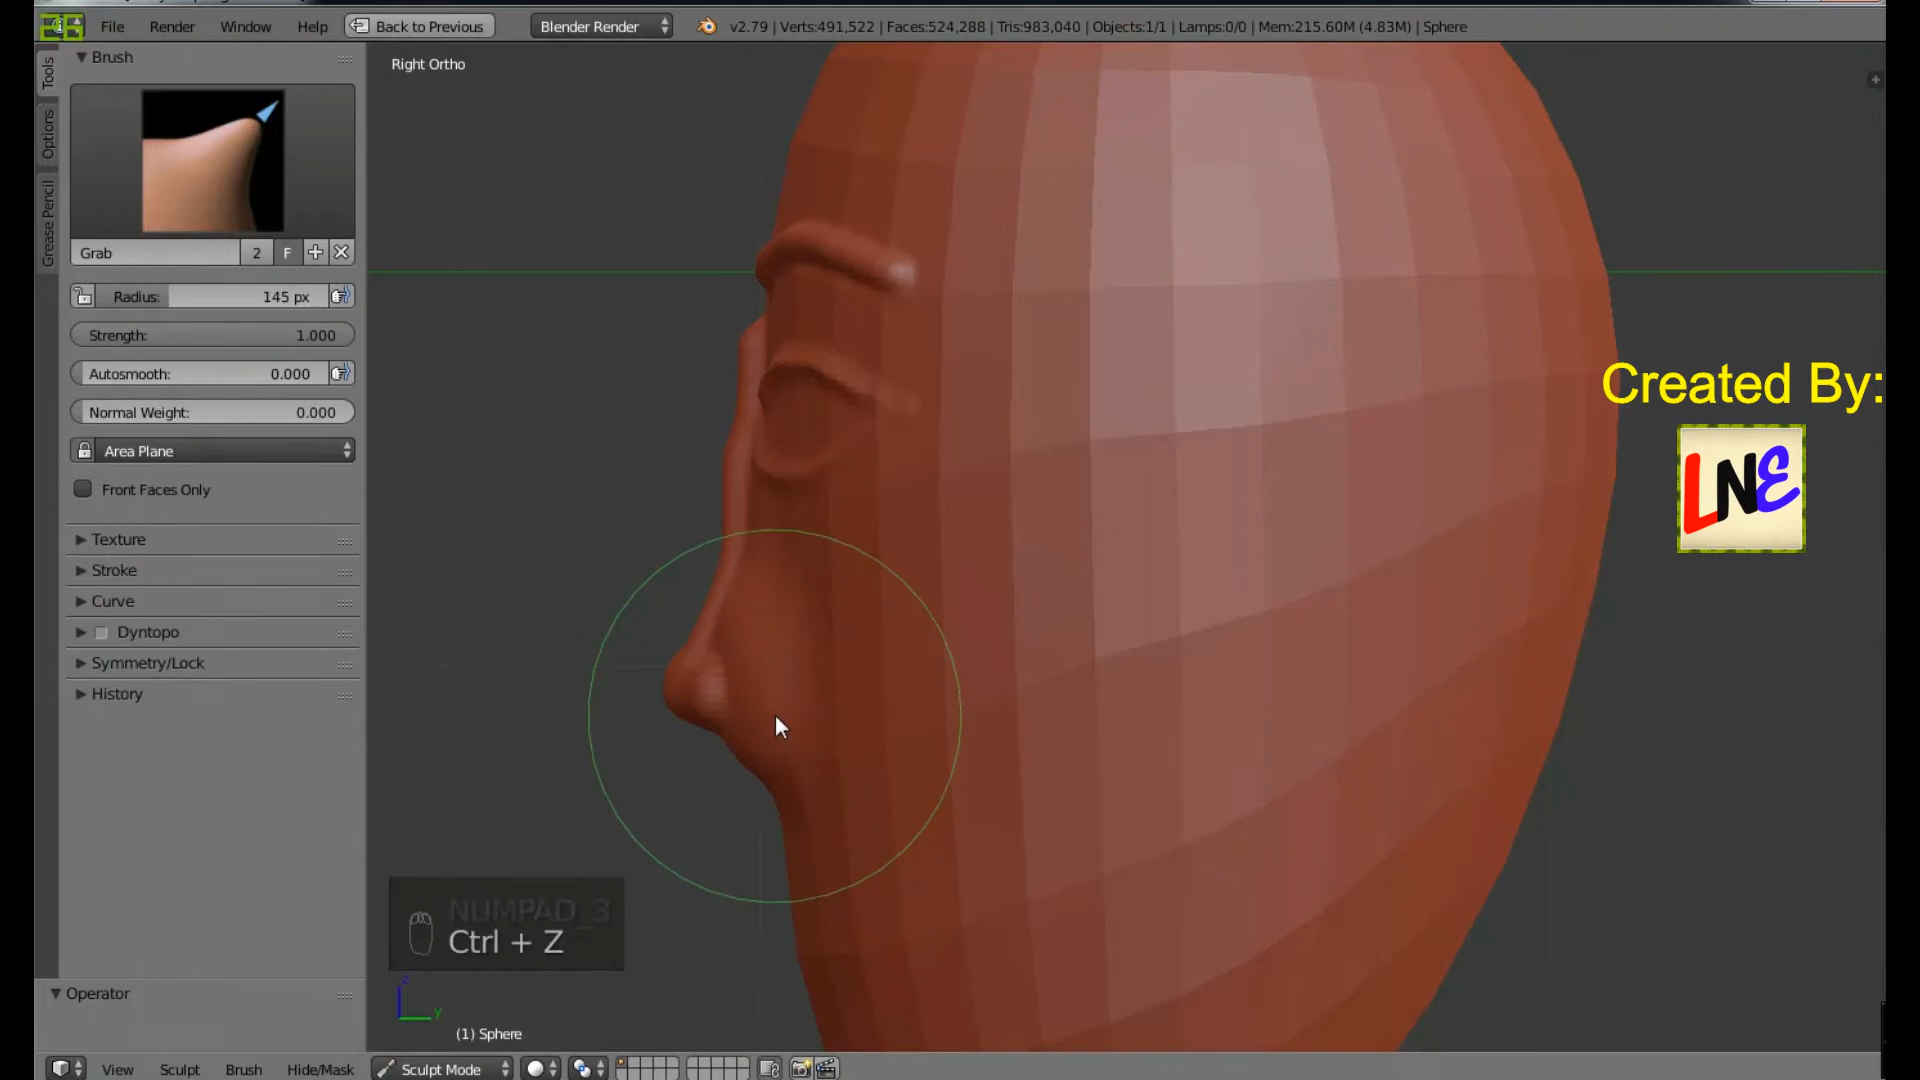 File Render Window Help Back to Previous Blender Render v2.79 | Verts:491,522 | Faces:524,288 | Tris:983,040 | Objects:1/1 | Lamps:0/0 | Mem:215.60M (4.83M) | Sphere
Tools
Options
Grease Pencil
Brush
Grab 2 F
Radius: 145 px
Strength: 1.000
Autosmooth: 0.000
Normal Weight: 0.000
Area Plane
Front Faces Only
Texture
Stroke
Curve
Dyntopo
Symmetry/Lock
History
Operator
Right Ortho
Created By:
LNE
NUMPAD_3
Ctrl + Z
z
y
(1) Sphere
View Sculpt Brush Hide/Mask Sculpt Mode